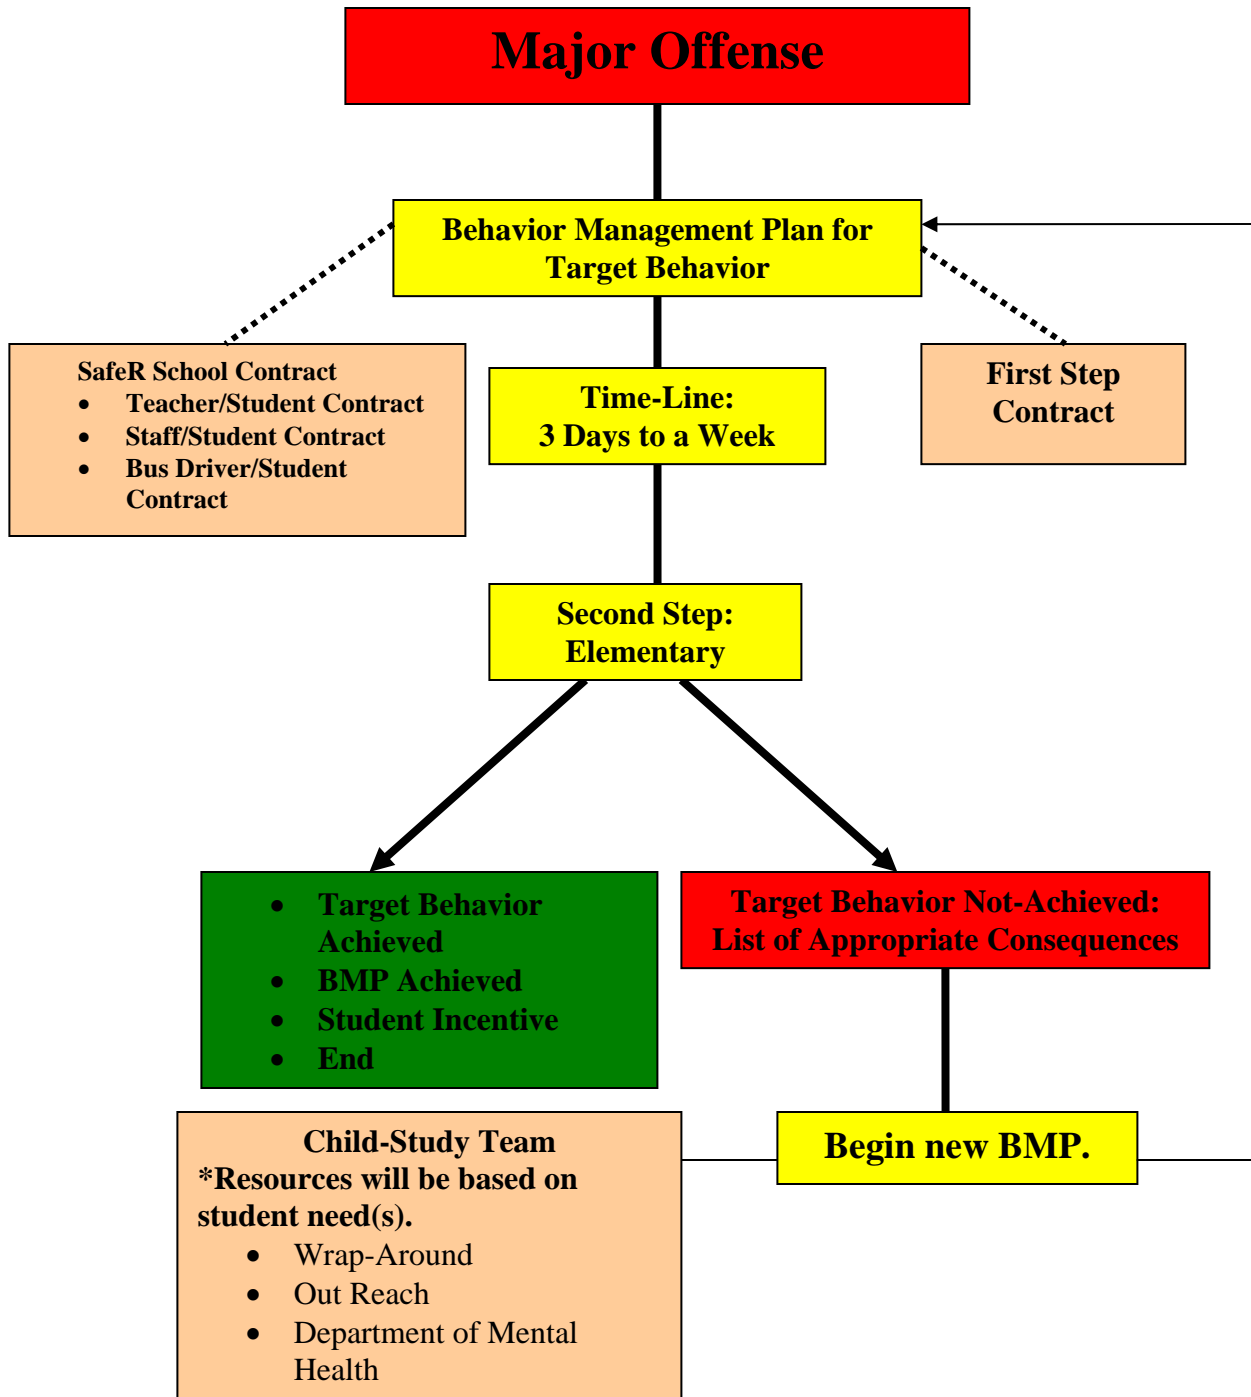 Major Offense
Behavior Management Plan for
Target Behavior
SafeR School Contract
• Teacher/Student Contract
• Staff/Student Contract
• Bus Driver/Student
Contract
Time-Line:
3 Days to a Week
First Step
Contract
Second Step:
Elementary
• Target Behavior
Achieved
• BMP Achieved
• Student Incentive
• End
Target Behavior Not-Achieved:
List of Appropriate Consequences
Child-Study Team
*Resources will be based on
student need(s).
• Wrap-Around
• Out Reach
• Department of Mental
Health
Begin new BMP.